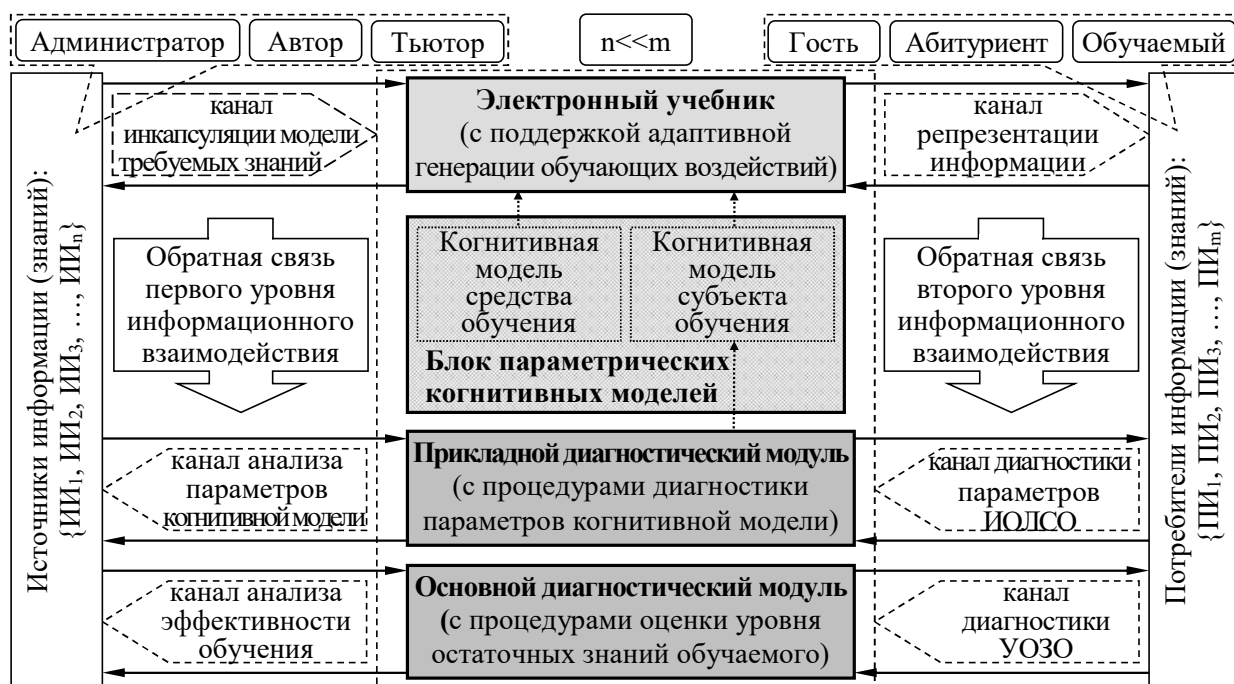 Администратор
Автор
Тьютор
n<<m
Гость
Абитуриент
Обучаемый
Источники информации (знаний):
{ИИ₁, ИИ₂, ИИ₃, …, ИИₙ}
канал
инкапсуляции модели
требуемых знаний
Электронный учебник
(с поддержкой адаптивной
генерации обучающих воздействий)
канал
репрезентации
информации
Потребители информации (знаний):
{ПИ₁, ПИ₂, ПИ₃, …, ПИₘ}
Обратная связь
первого уровня
информационного
взаимодействия
Когнитивная
модель
средства
обучения
Когнитивная
модель
субъекта
обучения
Блок параметрических
когнитивных моделей
Обратная связь
второго уровня
информационного
взаимодействия
канал анализа
параметров
когнитивной модели
Прикладной диагностический модуль
(с процедурами диагностики
параметров когнитивной модели)
канал диагностики
параметров
ИОЛСО
канал анализа
эффективности
обучения
Основной диагностический модуль
(с процедурами оценки уровня
остаточных знаний обучаемого)
канал
диагностики
УОЗО